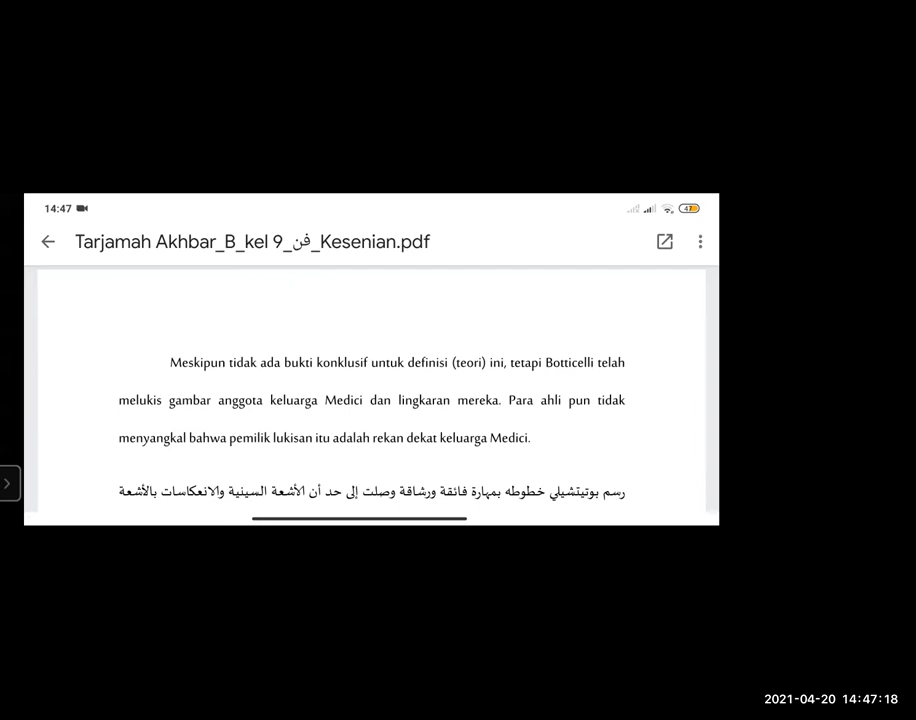 14:47
47
Tarjamah Akhbar_B_kel 9_فن_Kesenian.pdf
Meskipun tidak ada bukti konklusif untuk definisi (teori) ini, tetapi Botticelli telah
melukis gambar anggota keluarga Medici dan lingkaran mereka. Para ahli pun tidak
menyangkal bahwa pemilik lukisan itu adalah rekan dekat keluarga Medici.
رسم بوتيتشيلي خطوطه بمهارة فائقة ورشاقة وصلت إلى حد أن الأشعة السينية والانعكاسات بالأشعة
2021-04-20 14:47:18